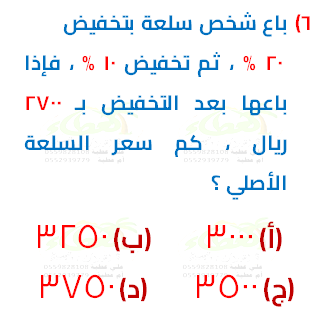 ٦) باع شخص سلعة بتخفيض
٢٠ % ، ثم تخفيض ١٠ % ، فإذا
باعها بعد التخفيض بـ ٢٧٠٠
ريال ، كم سعر السلعة
الأصلي ؟
(أ) ٣٠٠٠ (ب) ٣٢٥٠
(ج) ٣٥٠٠ (د) ٣٧٥٠